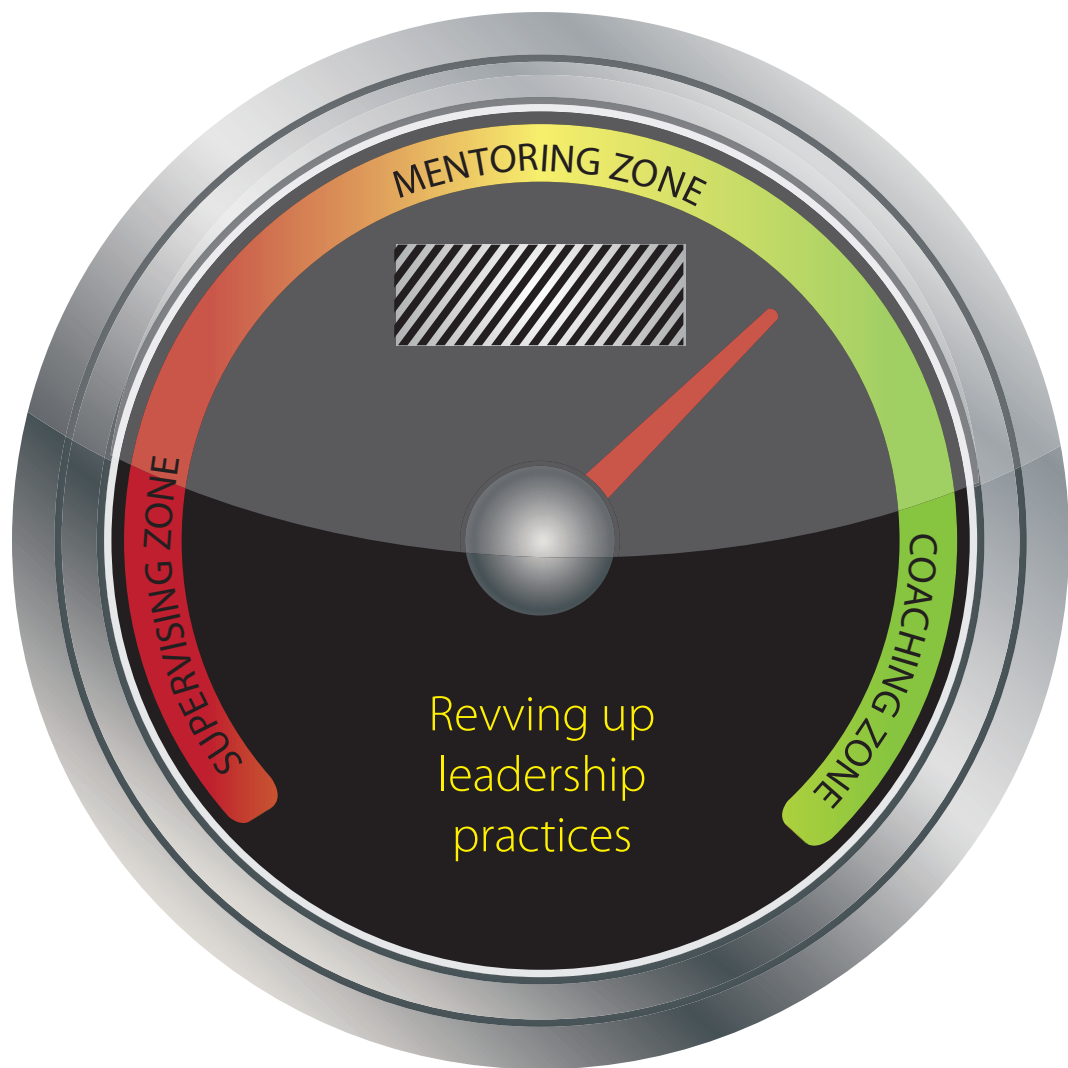 SUPERVISING ZONE
MENTORING ZONE
COACHING ZONE
Revving up
leadership
practices